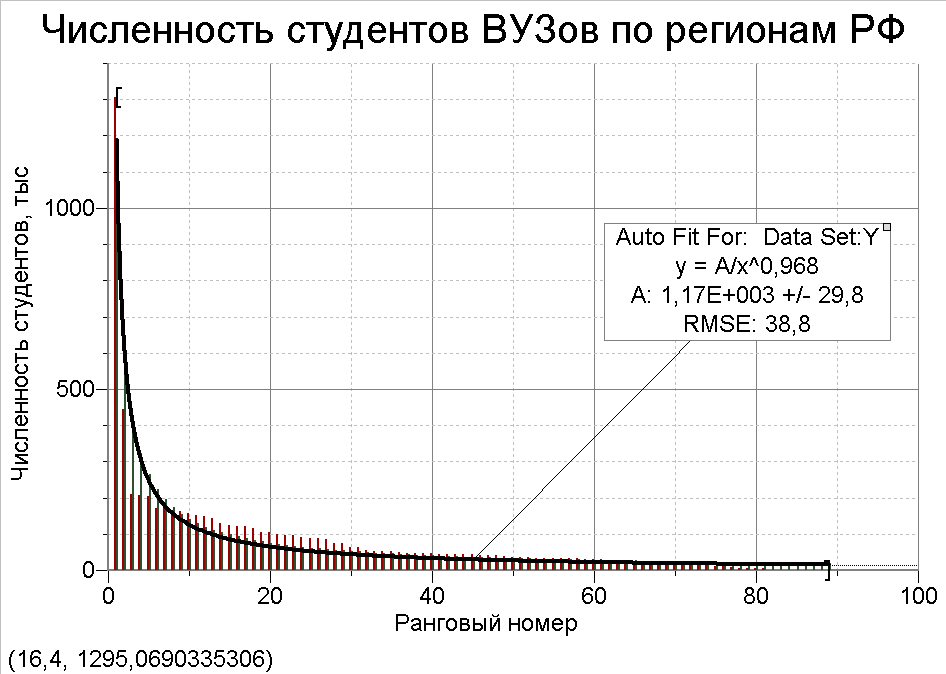 Численность студентов ВУЗов по регионам РФ
Численность студентов, тыс
1000
500
0
Auto Fit For: Data Set:Y
y = A/x^0,968
A: 1,17E+003 +/- 29,8
RMSE: 38,8
0 20 40 60 80 100
Ранговый номер
(16,4, 1295,0690335306)